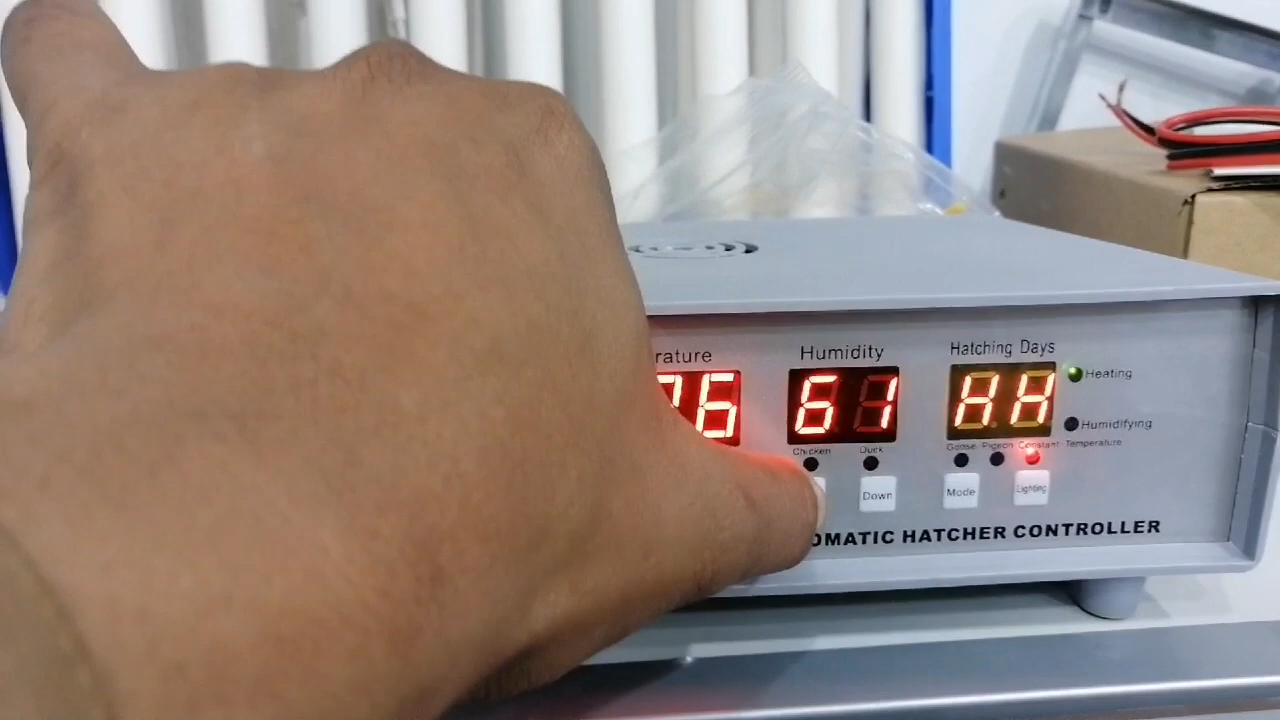 rature Humidity Hatching Days
76 61 HH
Heating
Humidifying
Chicken Duck Goose Pigeon Constant Temperature
Down Mode Lighting
OMATIC HATCHER CONTROLLER